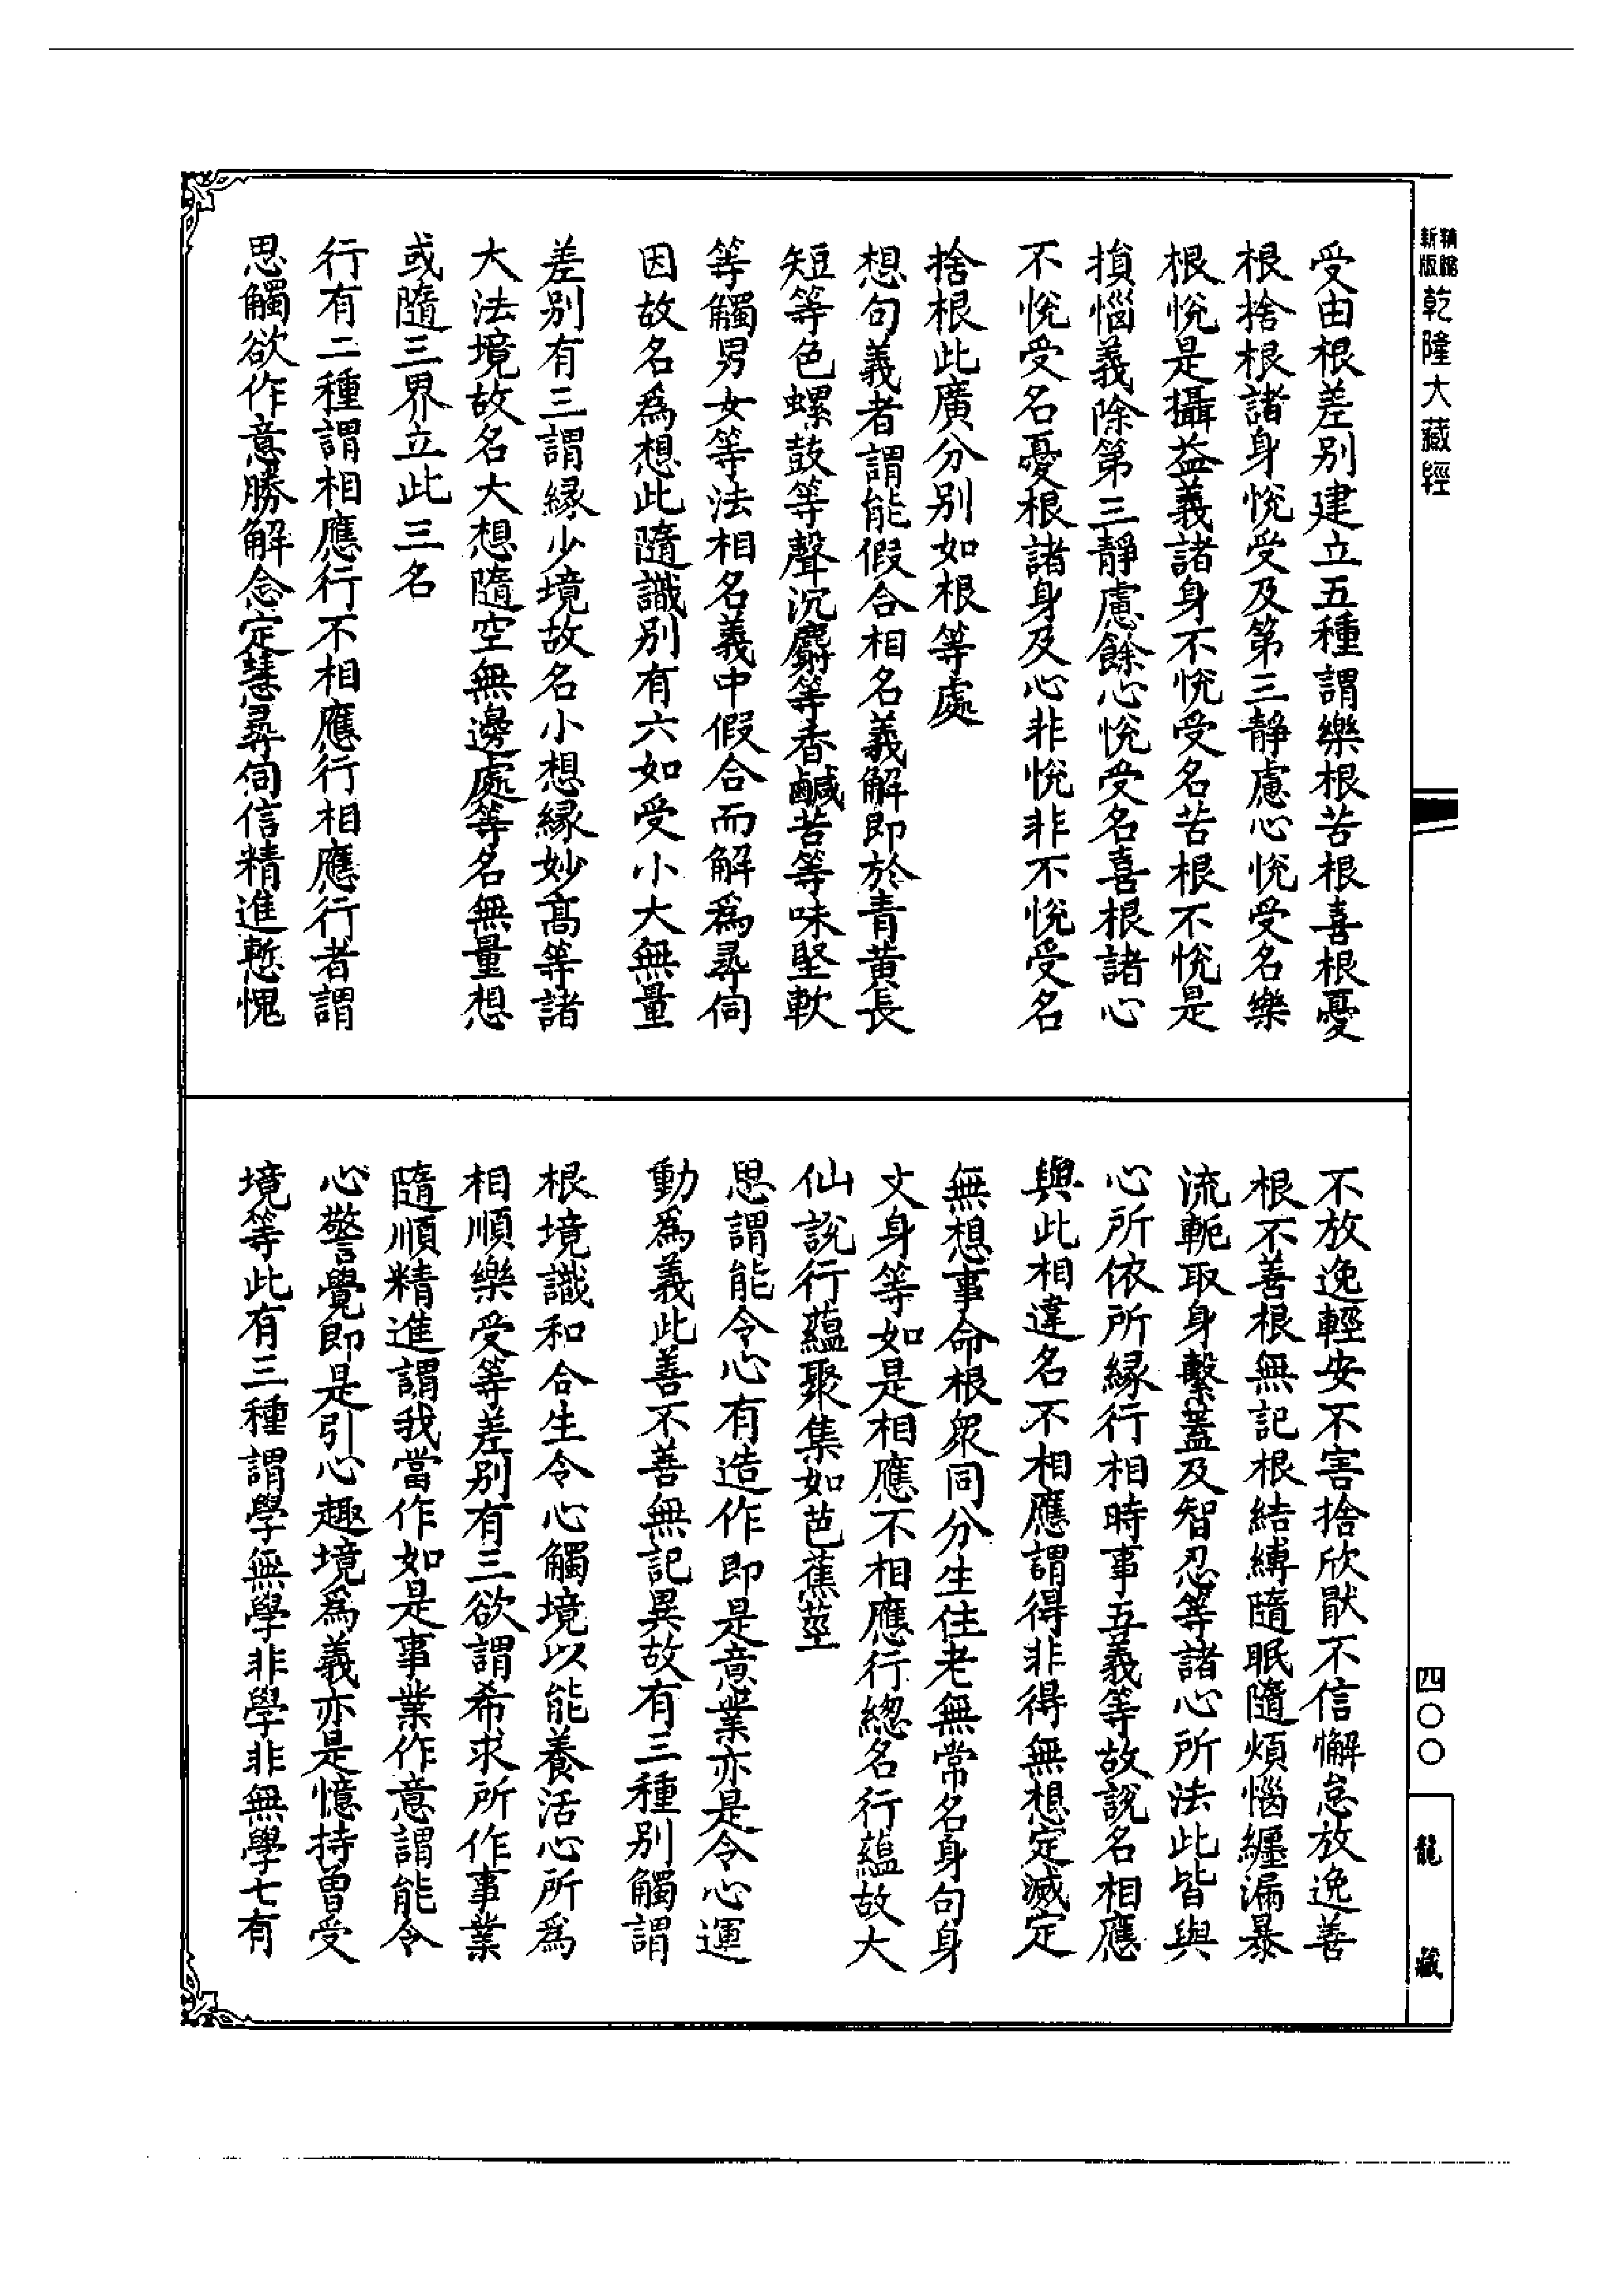 新版
精縮
乾隆大藏經
受由根差别建立五種謂樂根苦根喜根憂
根捨根諸身悅受及第三靜慮心悅受名樂
根悅是攝益義諸身不悅受名苦根不悅是
損惱義除第三靜慮餘心悅受名喜根諸心
不悅受名憂根諸身及心非悅非不悅受名
捨根此廣分别如根等處
想句義者謂能假合相名義解即於青黃長
短等色螺鼓等聲沉麝等香鹹苦等味堅軟
等觸男女等法相名義中假合而解爲尋伺
因故名爲想此隨識别有六如受小大無量
差别有三謂緣少境故名小想緣妙高等諸
大法境故名大想隨空無邊處等名無量想
或隨三界立此三名
行有二種謂相應行不相應行相應行者謂
思觸欲作意勝解念定慧尋伺信精進慙愧
不放逸輕安不害捨欣厭不信懈怠放逸善
根不善根無記根結縛隨眠隨煩惱纏漏暴
流軛取身繫蓋及智忍等諸心所法此皆與
心所依所緣行相時事五義等故說名相應
與此相違名不相應謂得非得無想定滅定
無想事命根衆同分生住老無常名身句身
文身等如是相應不相應行緫名行蘊故大
仙說行蘊聚集如芭蕉莖
思謂能令心有造作即是意業亦是令心運
動爲義此善不善無記異故有三種别觸謂
根境識和合生令心觸境以能養活心所爲
相順樂受等差别有三欲謂希求所作事業
隨順精進謂我當作如是事業作意謂能令
心警覺即是引心趣境爲義亦是憶持曾受
境等此有三種謂學無學非學非無學七有
四〇〇
龍藏